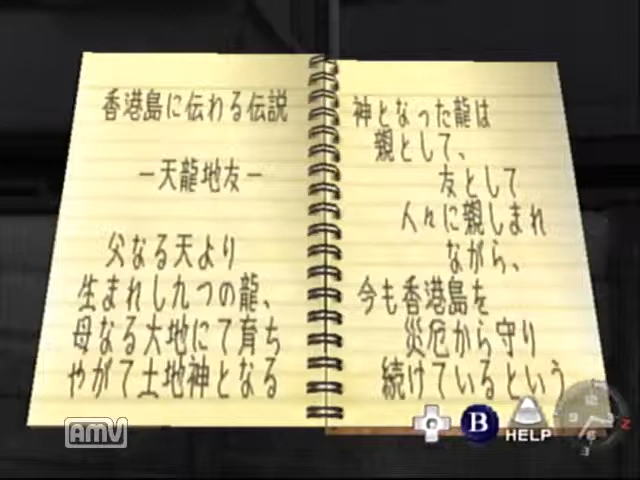 香港島に伝わる伝説
－天龍地友－
父なる天より
生まれし九つの龍、
母なる大地にて育ち
やがて土地神となる
神となった龍は
親として、
友として
人々に親しまれ
ながら、
今も香港島を
災厄から守り
続けているという
AMV
B
HELP
N